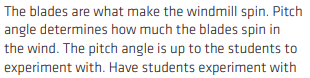 The blades are what make the windmill spin. Pitch
angle determines how much the blades spin in
the wind. The pitch angle is up to the students to
experiment with. Have students experiment with